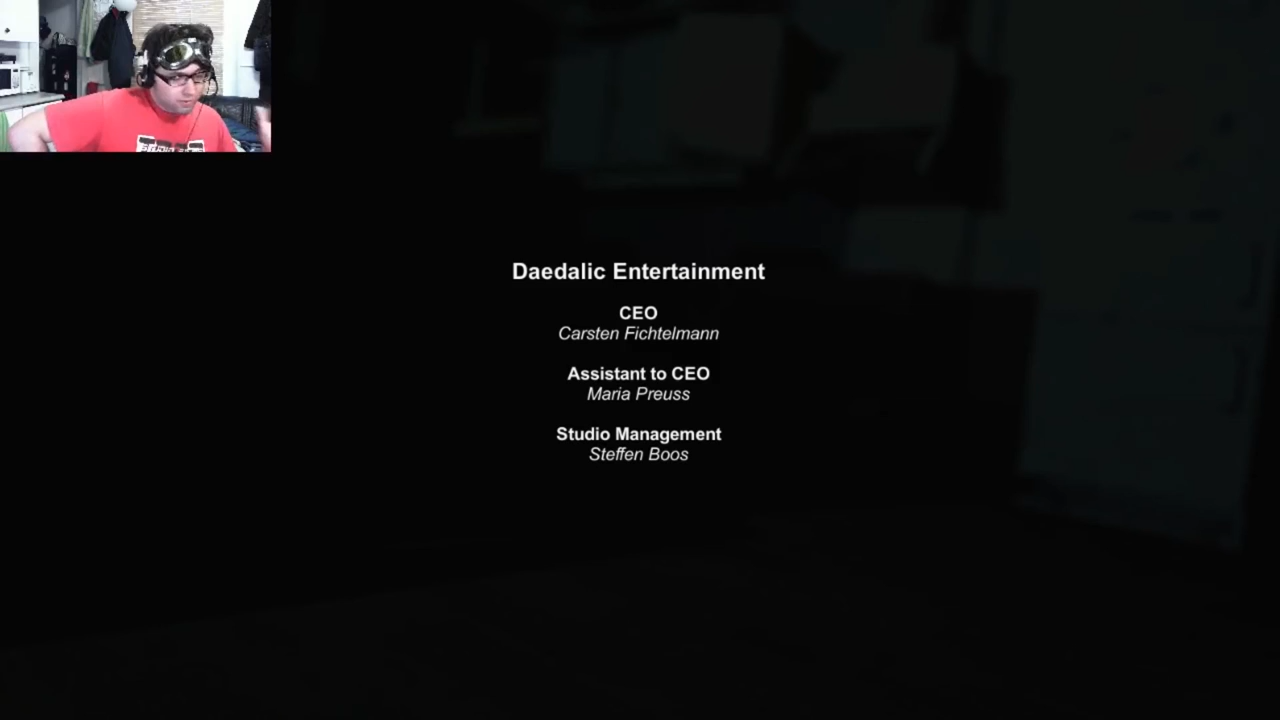 Daedalic Entertainment
CEO
Carsten Fichtelmann
Assistant to CEO
Maria Preuss
Studio Management
Steffen Boos